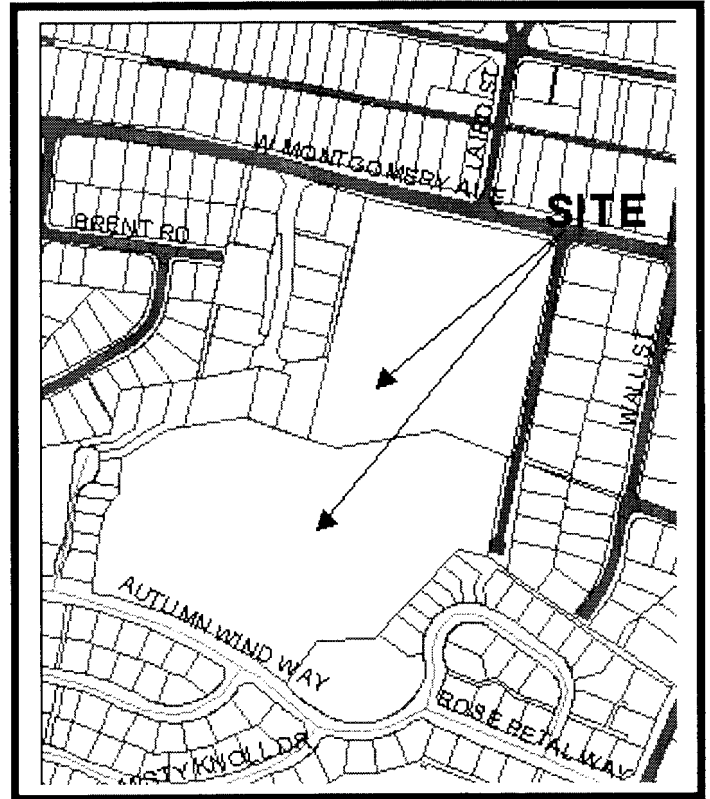 LAIRD ST
W MONTGOMERY AVE
SITE
BRENT RD
WALL ST
AUTUMN WIND WAY
ROSE PETAL WAY
MISTY KNOLL DR